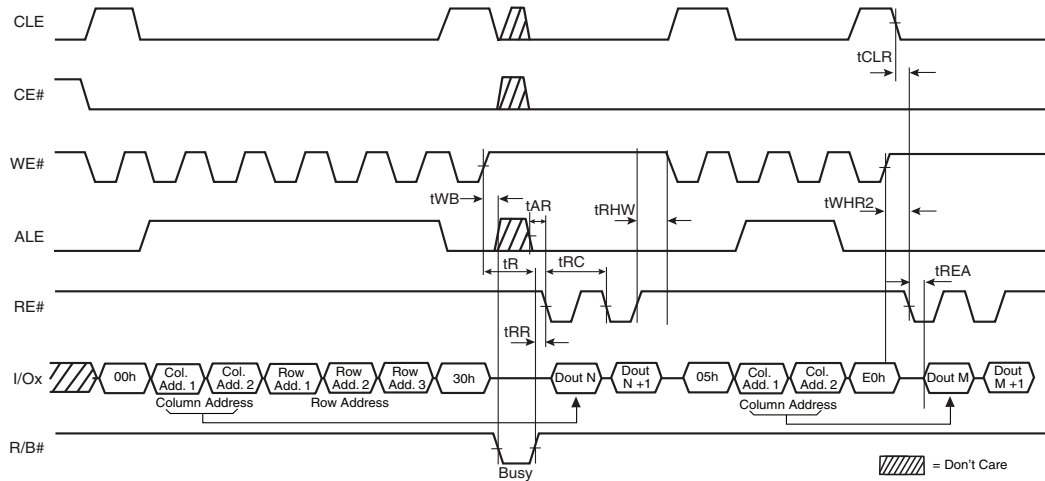 CLE
tCLR
CE#
WE#
tWB
tAR
tRHW
tWHR2
ALE
tR
tRC
tREA
RE#
tRR
I/Ox
00h
Col. Add. 1
Col. Add. 2
Row Add. 1
Row Add. 2
Row Add. 3
30h
Dout N
Dout N +1
05h
Col. Add. 1
Col. Add. 2
E0h
Dout M
Dout M +1
Column Address
Row Address
Column Address
R/B#
Busy
= Don't Care